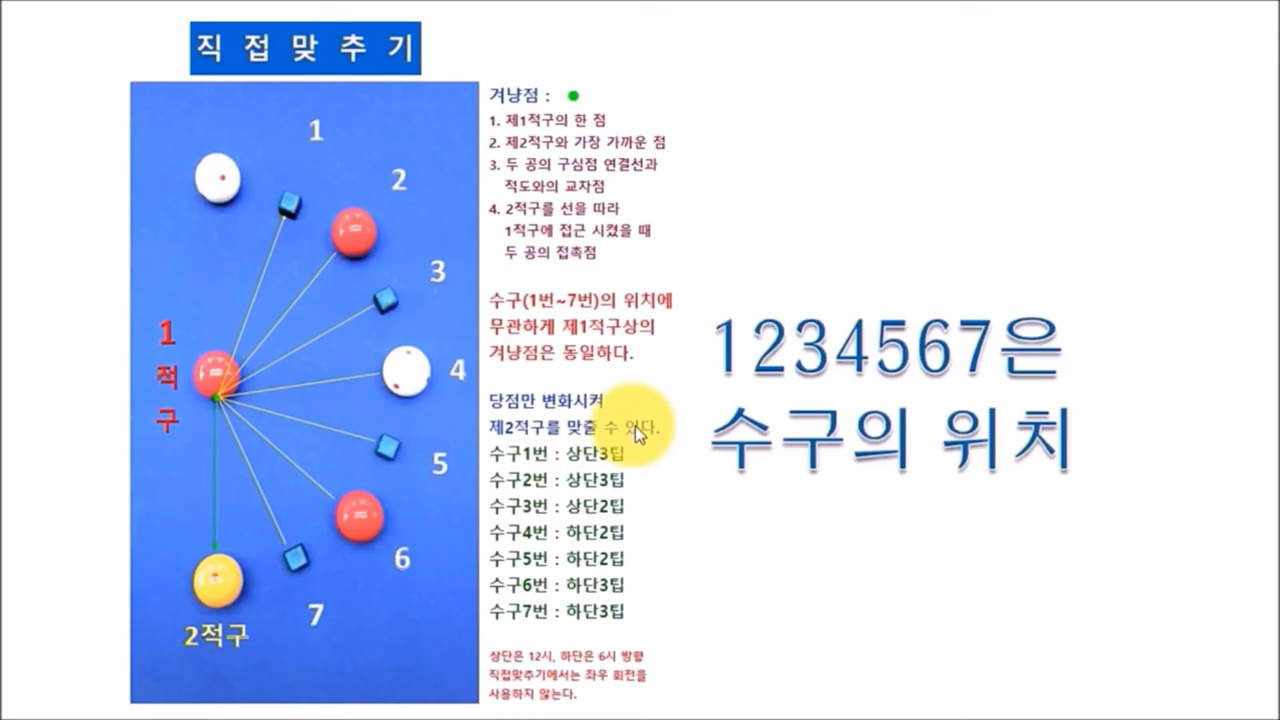 직접맞추기
1
2
3
4
5
6
7
1
적
구
2적구
겨냥점 :
1. 제1적구의 한 점
2. 제2적구와 가장 가까운 점
3. 두 공의 구심점 연결선과
적도와의 교차점
4. 2적구를 선을 따라
1적구에 접근 시켰을 때
두 공의 접촉점
수구(1번~7번)의 위치에
무관하게 제1적구상의
겨냥점은 동일하다.
당점만 변화시켜
제2적구를 맞출 수 있다.
수구1번 : 상단3팁
수구2번 : 상단3팁
수구3번 : 상단2팁
수구4번 : 하단2팁
수구5번 : 하단2팁
수구6번 : 하단3팁
수구7번 : 하단3팁
상단은 12시, 하단은 6시 방향
직접맞추기에서는 좌우 회전을
사용하지 않는다.
1234567은
수구의 위치